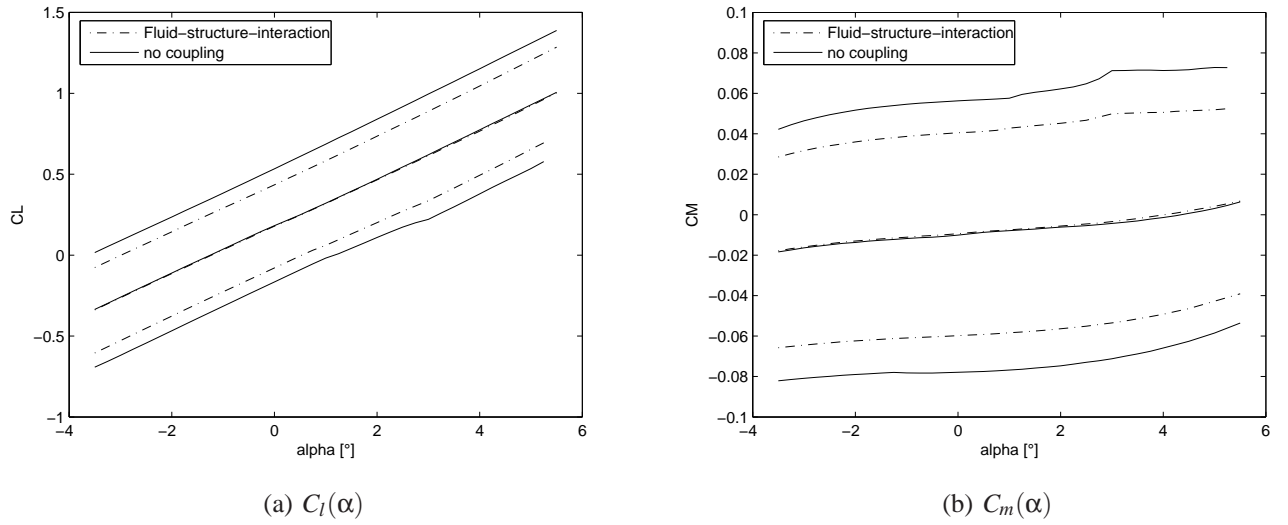 1.5
1
0.5
0
−0.5
−1
CL
−4
−2
0
2
4
6
alpha [°]
Fluid−structure−interaction
no coupling
(a) Cl(α)
0.1
0.08
0.06
0.04
0.02
0
−0.02
−0.04
−0.06
−0.08
−0.1
CM
−4
−2
0
2
4
6
alpha [°]
Fluid−structure−interaction
no coupling
(b) Cm(α)